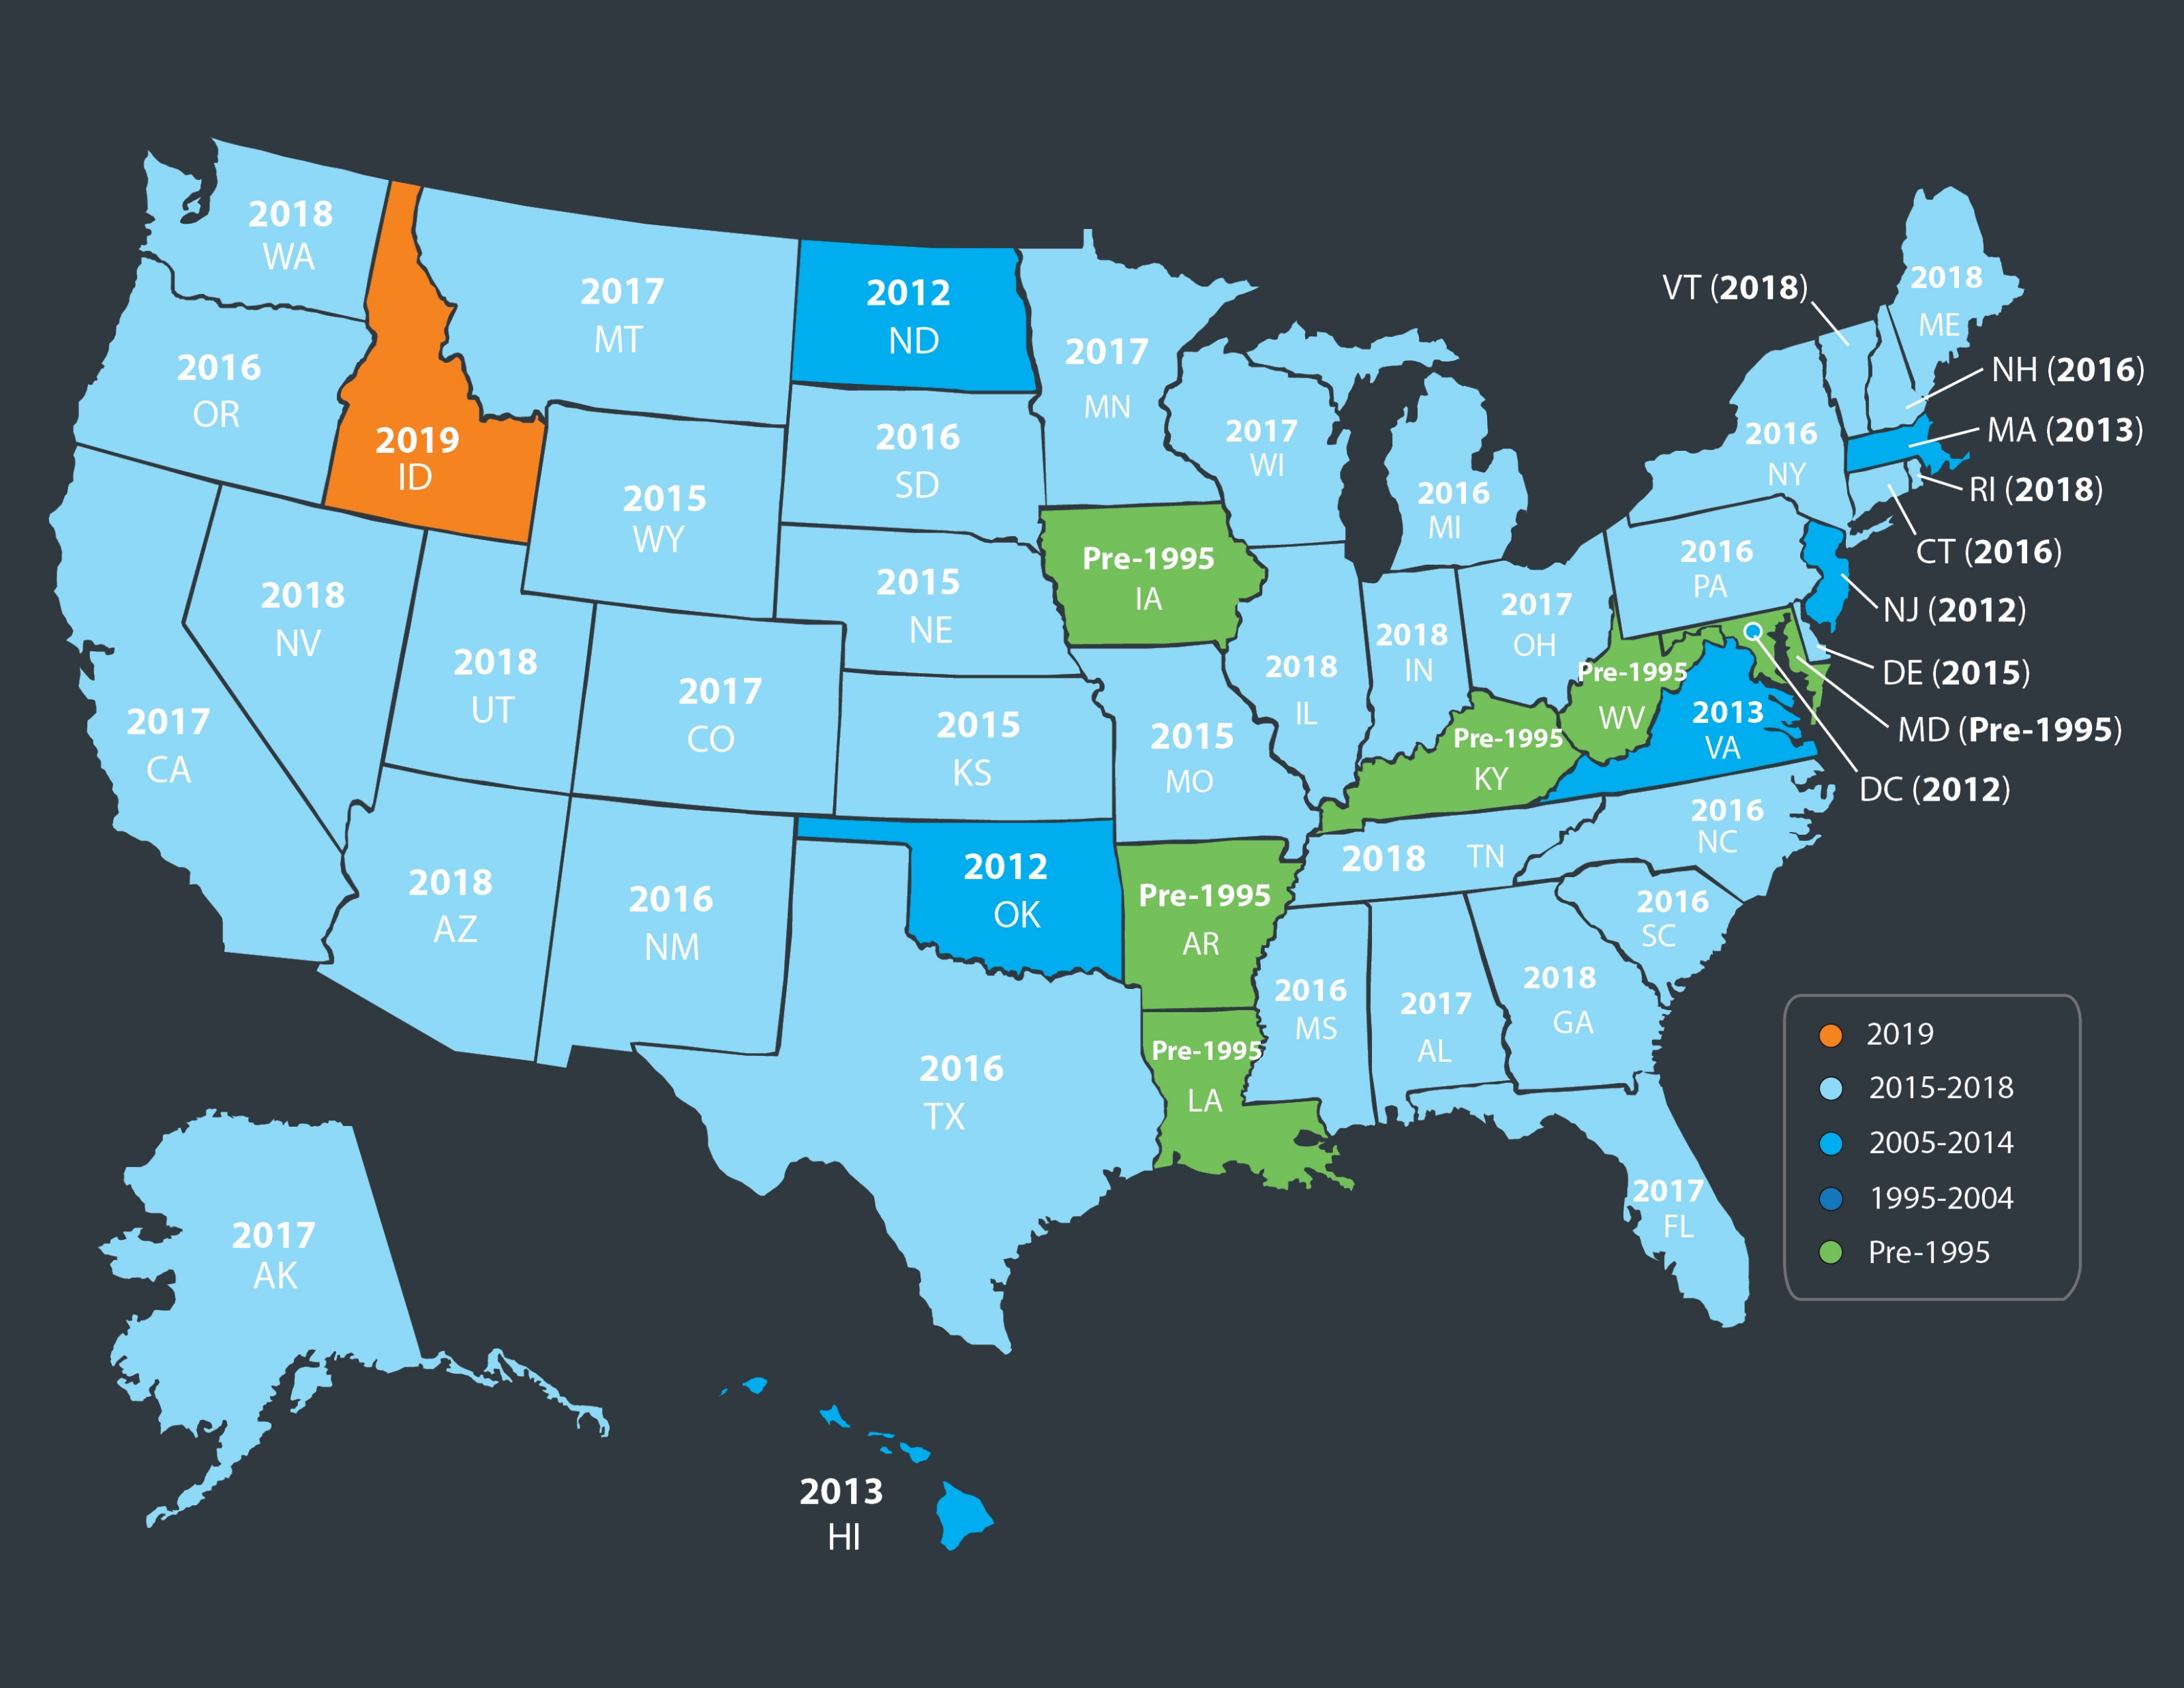 2018
WA
2016
OR
2019
ID
2017
MT
2012
ND
2017
MN
2016
SD
2015
WY
2017
WI
2016
MI
VT (2018)
2018
ME
NH (2016)
MA (2013)
2016
NY
RI (2018)
CT (2016)
2016
PA
NJ (2012)
DE (2015)
MD (Pre-1995)
DC (2012)
2018
NV
2017
CA
2018
UT
2017
CO
2015
NE
Pre-1995
IA
2018
IL
2018
IN
2017
OH
Pre-1995
WV
2013
VA
Pre-1995
KY
2015
KS
2015
MO
2018
AZ
2016
NM
2012
OK
Pre-1995
AR
2018 TN
2016
NC
2016
SC
2016
TX
Pre-1995
LA
2016
MS
2017
AL
2018
GA
2017
FL
2017
AK
2013
HI
2019
2015-2018
2005-2014
1995-2004
Pre-1995